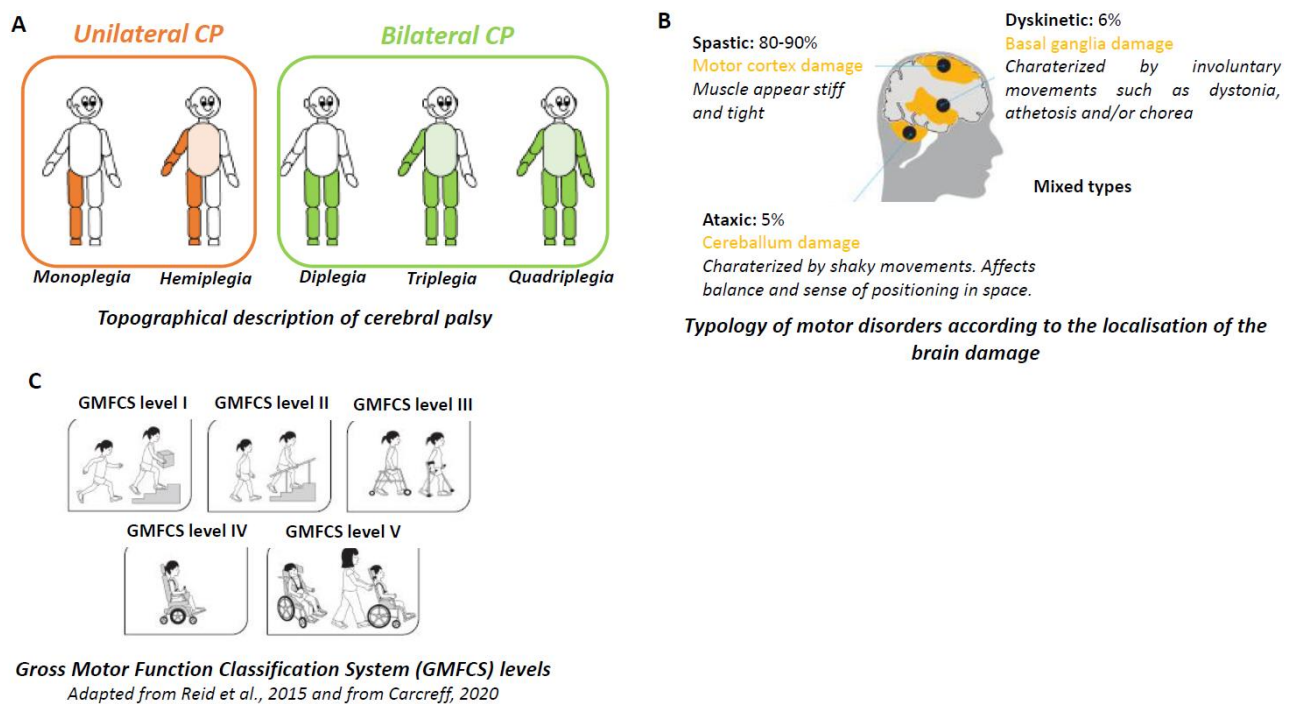 A
Unilateral CP
Bilateral CP
Monoplegia
Hemiplegia
Diplegia
Triplegia
Quadriplegia
Topographical description of cerebral palsy
B
Spastic: 80-90%
Motor cortex damage
Muscle appear stiff
and tight
Dyskinetic: 6%
Basal ganglia damage
Charaterized by involuntary
movements such as dystonia,
athetosis and/or chorea
Mixed types
Ataxic: 5%
Cereballum damage
Charaterized by shaky movements. Affects
balance and sense of positioning in space.
Typology of motor disorders according to the localisation of the
brain damage
C
GMFCS level I
GMFCS level II
GMFCS level III
GMFCS level IV
GMFCS level V
Gross Motor Function Classification System (GMFCS) levels
Adapted from Reid et al., 2015 and from Carcreff, 2020